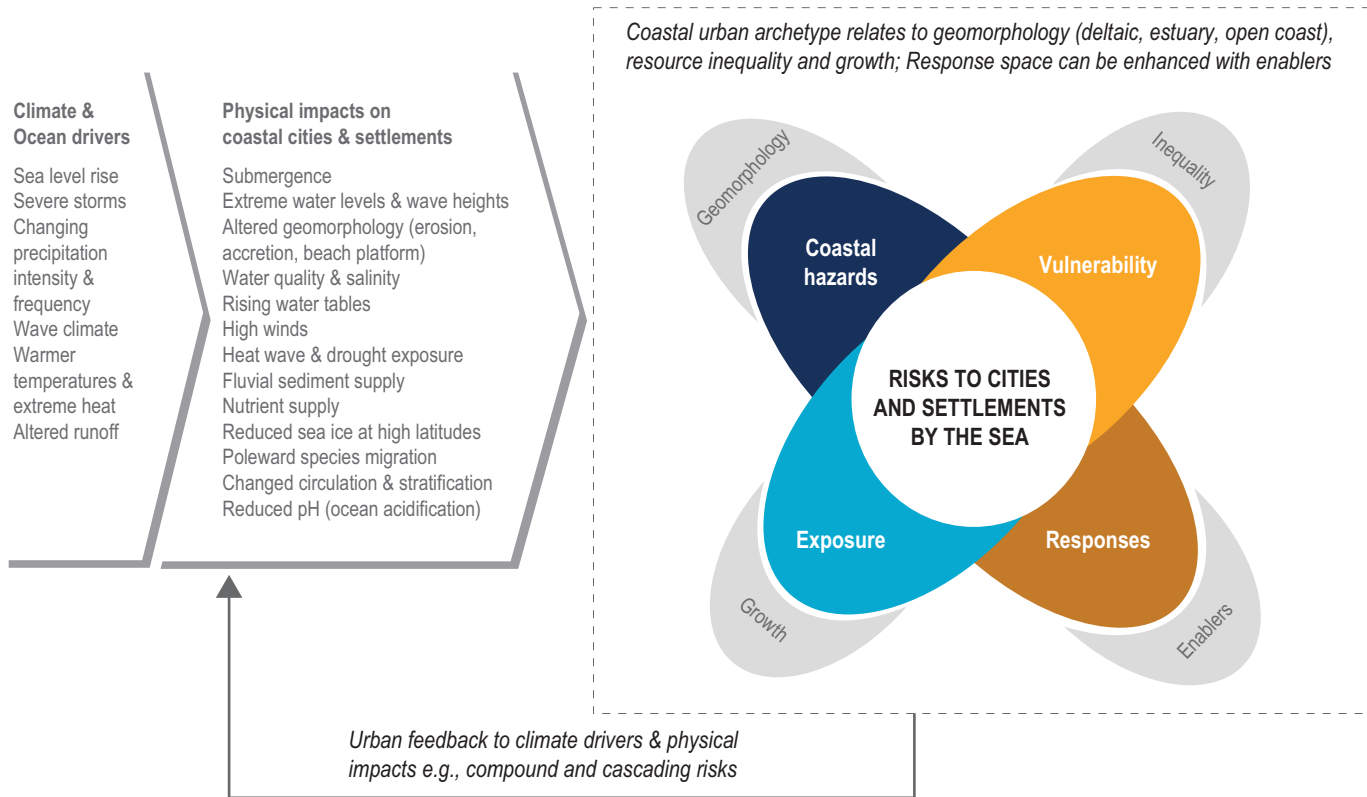 Climate &
Ocean drivers
Sea level rise
Severe storms
Changing
precipitation
intensity &
frequency
Wave climate
Warmer
temperatures &
extreme heat
Altered runoff
Physical impacts on
coastal cities & settlements
Submergence
Extreme water levels & wave heights
Altered geomorphology (erosion,
accretion, beach platform)
Water quality & salinity
Rising water tables
High winds
Heat wave & drought exposure
Fluvial sediment supply
Nutrient supply
Reduced sea ice at high latitudes
Poleward species migration
Changed circulation & stratification
Reduced pH (ocean acidification)
Coastal urban archetype relates to geomorphology (deltaic, estuary, open coast),
resource inequality and growth; Response space can be enhanced with enablers
Geomorphology
Inequality
Coastal
hazards
Vulnerability
RISKS TO CITIES
AND SETTLEMENTS
BY THE SEA
Exposure
Responses
Growth
Enablers
Urban feedback to climate drivers & physical
impacts e.g., compound and cascading risks